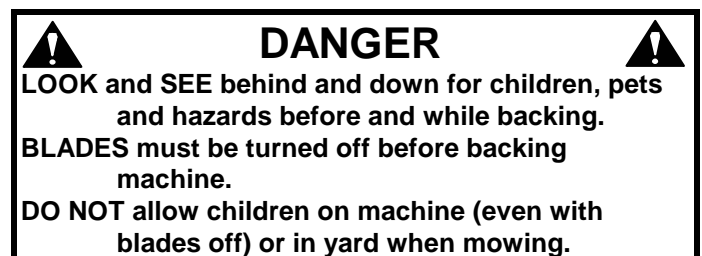 DANGER
LOOK and SEE behind and down for children, pets
and hazards before and while backing.
BLADES must be turned off before backing
machine.
DO NOT allow children on machine (even with
blades off) or in yard when mowing.